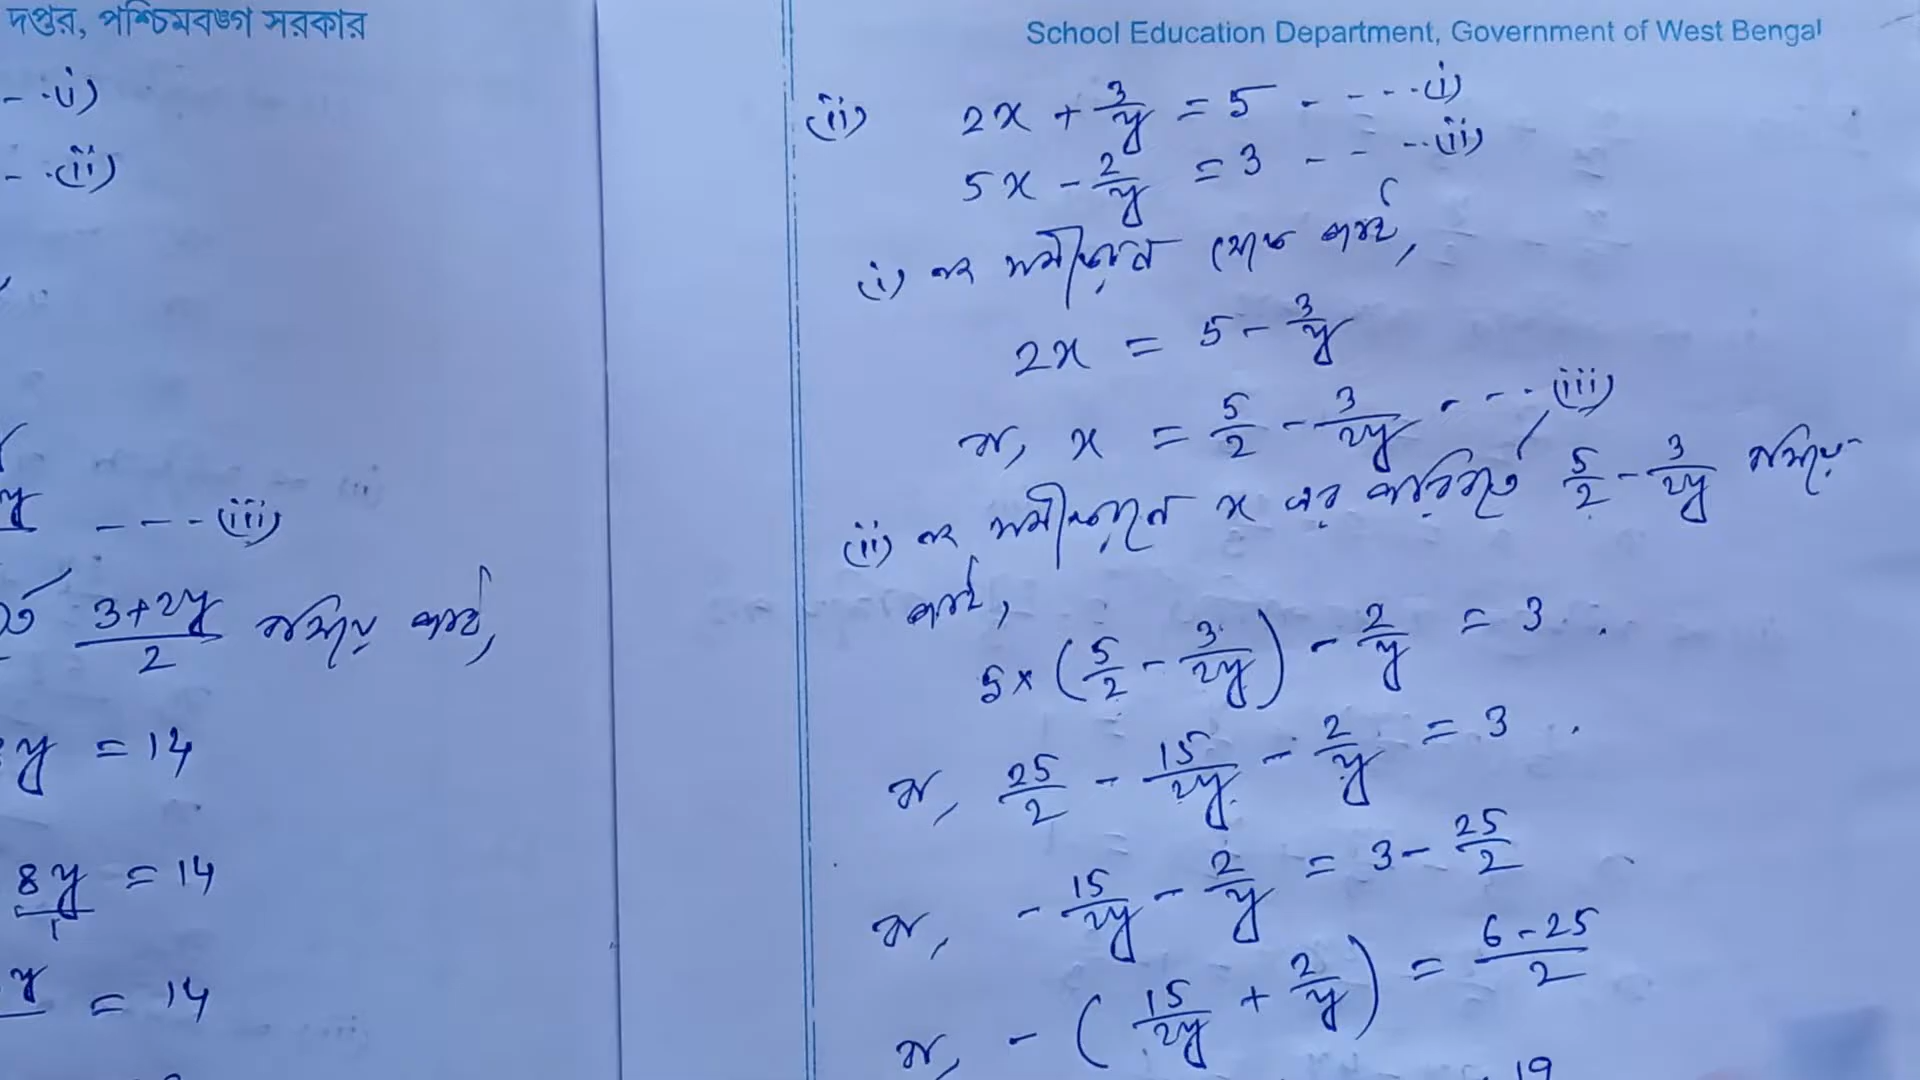 দপ্তর, পশ্চিমবঙ্গ সরকার
- ·i)
- ·(ii)
y - - - - (iii)
র্তে 3+2y/2 বসিয়ে পাই,
y = 14
8y/1 = 14
y = 14
School Education Department, Government of West Bengal
(ii) 2x + 3/y = 5 - - - - (i)
5x - 2/y = 3 - - - - (ii)
(i) নং সমীকরণ থেকে পাই,
2x = 5 - 3/y
বা, x = 5/2 - 3/2y - - - (iii)
(ii) নং সমীকরণে x এর পরিবর্তে 5/2 - 3/2y বসিয়ে
পাই,
5 × (5/2 - 3/2y) - 2/y = 3
বা, 25/2 - 15/2y - 2/y = 3
বা, - 15/2y - 2/y = 3 - 25/2
বা, - (15/2y + 2/y) = 6 - 25/2
19